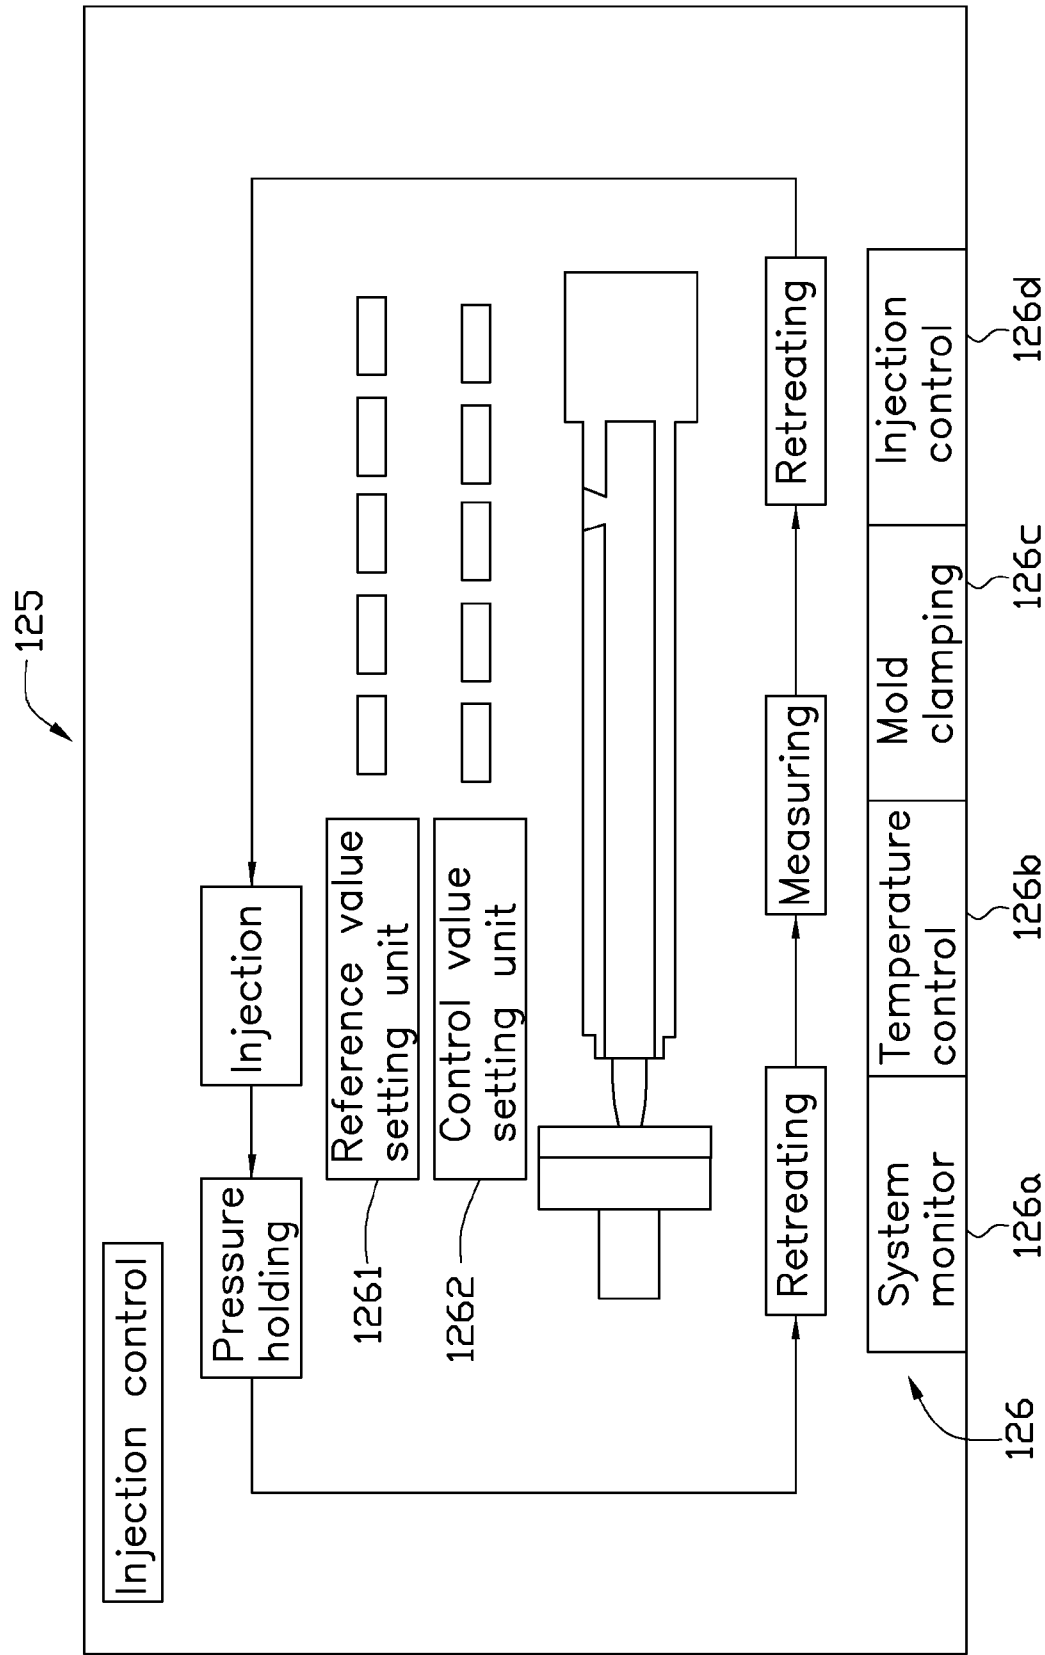 125
Injection control
Pressure
holding
Injection
1261
Reference value
setting unit
1262
Control value
setting unit
Retreating
Measuring
Retreating
System
monitor
Temperature
control
Mold
clamping
Injection
control
126
126a
126b
126c
126d